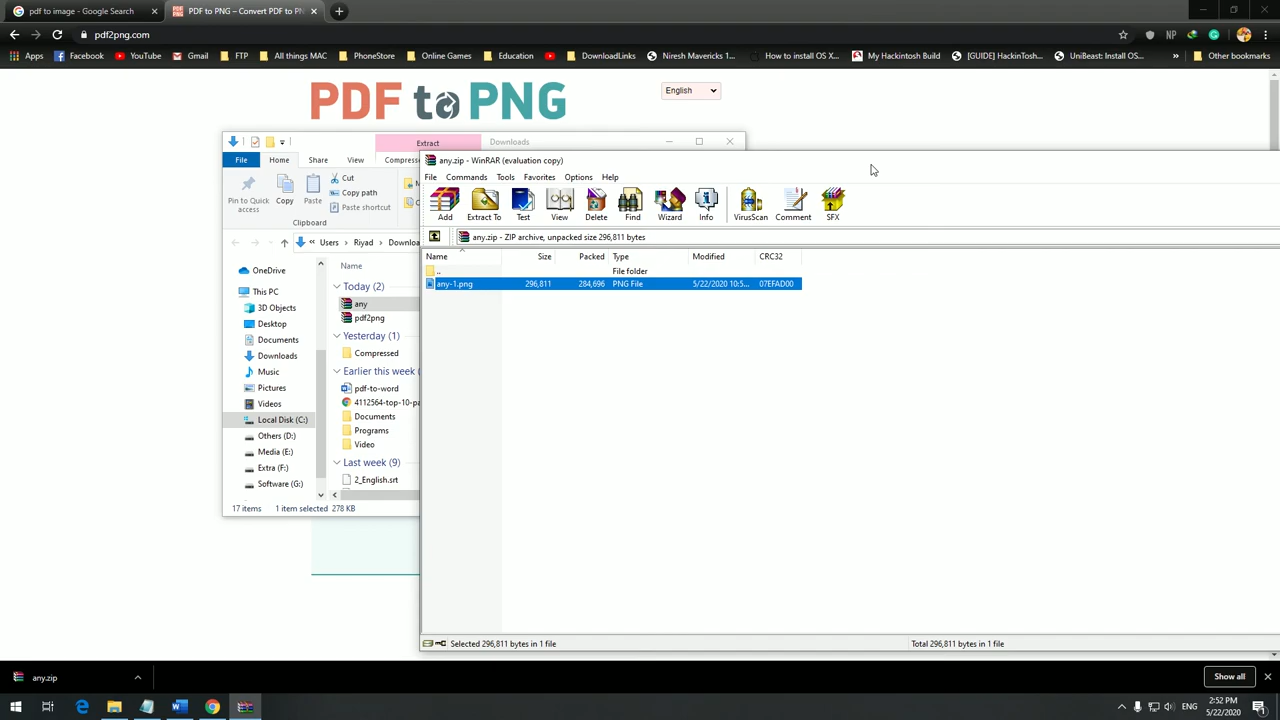 pdf to image - Google Search
PDF to PNG – Convert PDF to PN
pdf2png.com
NP
Apps
Facebook
YouTube
Gmail
FTP
All things MAC
PhoneStore
Online Games
Education
DownloadLinks
Niresh Mavericks 1...
How to install OS X...
My Hackintosh Build
[GUIDE] HackinTosh...
UniBeast: Install OS...
Other bookmarks
PDF to PNG
English
Extract
Downloads
File
Home
Share
View
Compress
Pin to Quick
access
Copy
Paste
Cut
Copy path
Paste shortcut
Clipboard
Users
Riyad
Downloa
OneDrive
This PC
3D Objects
Desktop
Documents
Downloads
Music
Pictures
Videos
Local Disk (C:)
Others (D:)
Media (E:)
Extra (F:)
Software (G:)
Name
Today (2)
any
pdf2png
Yesterday (1)
Compressed
Earlier this week (
pdf-to-word
4112564-top-10-pa
Documents
Programs
Video
Last week (9)
2_English.srt
17 items
1 item selected 278 KB
any.zip - WinRAR (evaluation copy)
File
Commands
Tools
Favorites
Options
Help
Add
Extract To
Test
View
Delete
Find
Wizard
Info
VirusScan
Comment
SFX
any.zip - ZIP archive, unpacked size 296,811 bytes
Name
Size
Packed
Type
Modified
CRC32
..
File folder
any-1.png
296,811
284,696
PNG File
5/22/2020 10:5...
07EFAD00
Selected 296,811 bytes in 1 file
Total 296,811 bytes in 1 file
any.zip
Show all
ENG
2:52 PM
5/22/2020